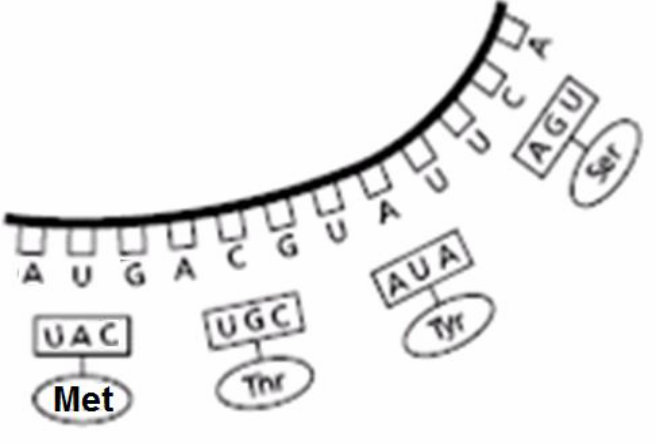 A U G A C G U A U U C A
UAC
Met
UGC
Thr
AUA
Tyr
AGU
Ser